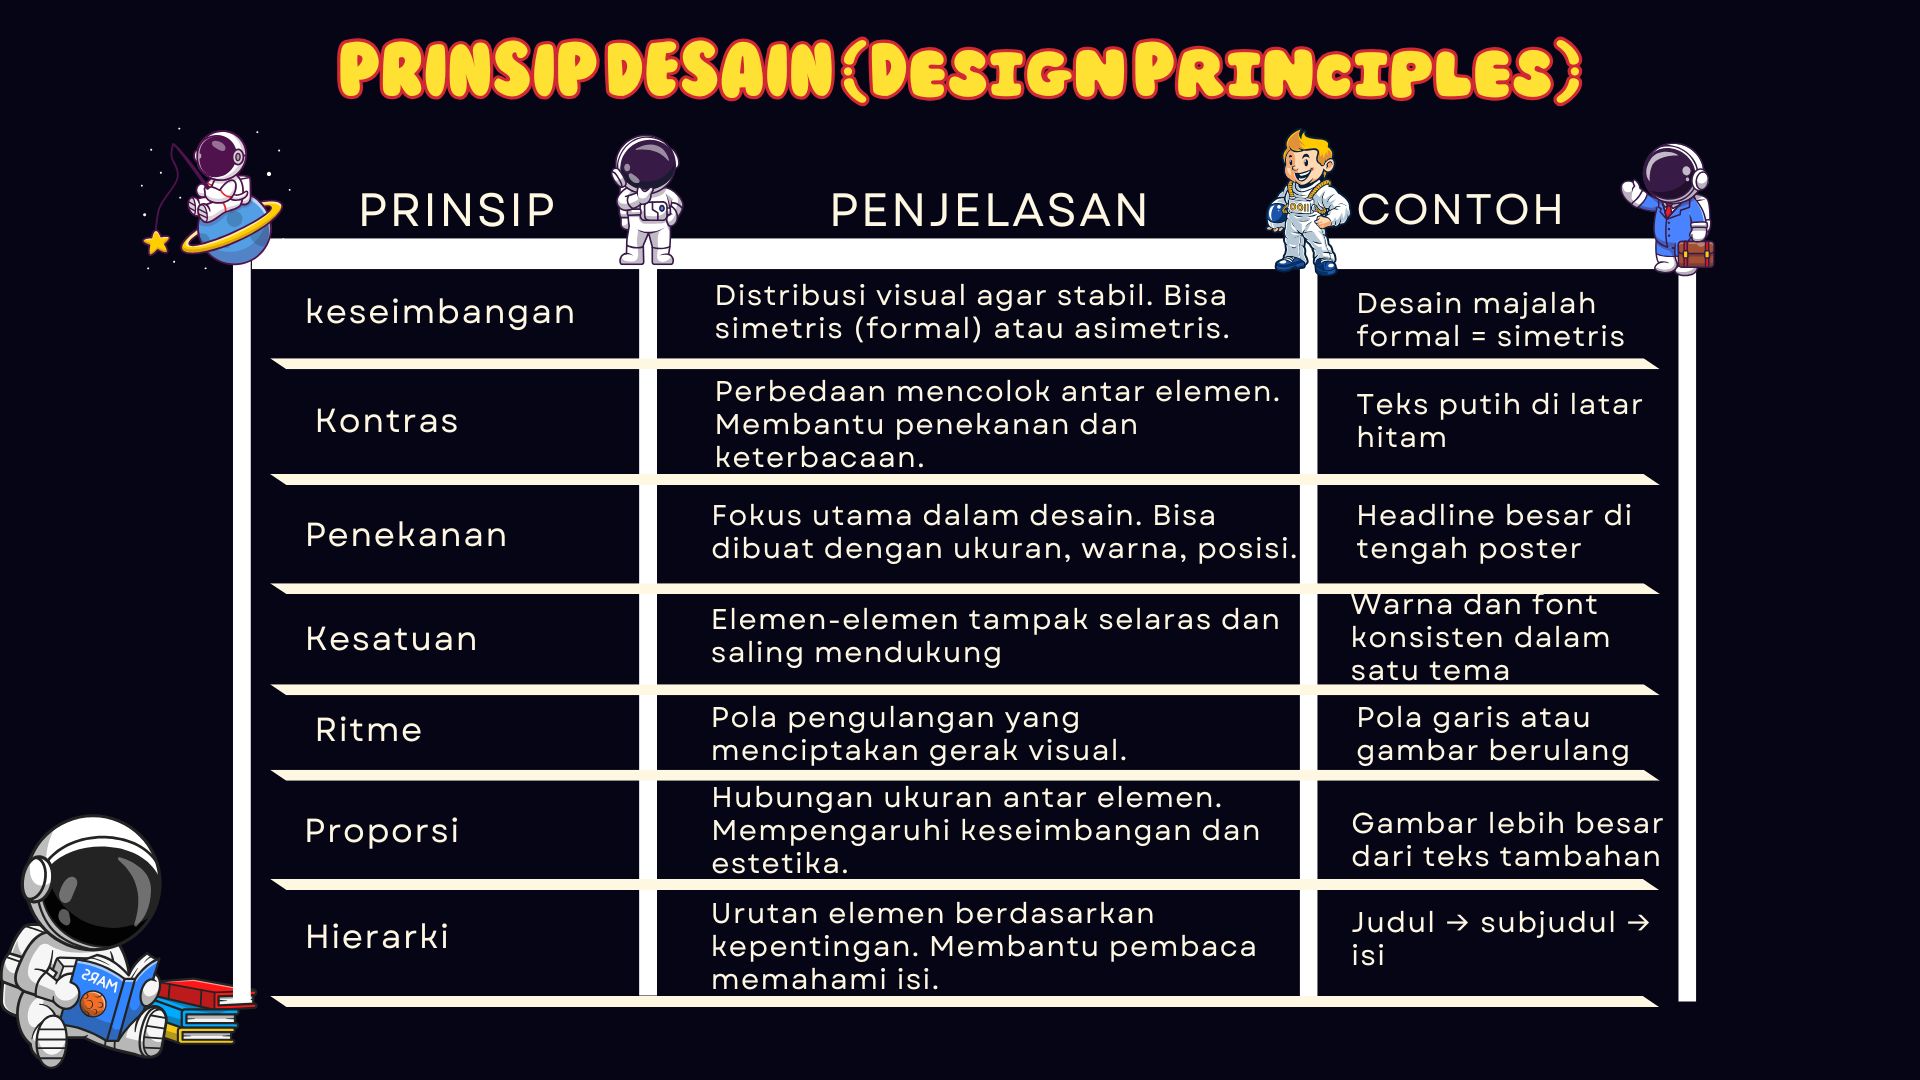 PRINSIP DESAIN (DESIGN PRINCIPLES)
PRINSIP
PENJELASAN
CONTOH
keseimbangan
Distribusi visual agar stabil. Bisa
simetris (formal) atau asimetris.
Desain majalah
formal = simetris
Kontras
Perbedaan mencolok antar elemen.
Membantu penekanan dan
keterbacaan.
Teks putih di latar
hitam
Penekanan
Fokus utama dalam desain. Bisa
dibuat dengan ukuran, warna, posisi.
Headline besar di
tengah poster
Kesatuan
Elemen-elemen tampak selaras dan
saling mendukung
Warna dan font
konsisten dalam
satu tema
Ritme
Pola pengulangan yang
menciptakan gerak visual.
Pola garis atau
gambar berulang
Proporsi
Hubungan ukuran antar elemen.
Mempengaruhi keseimbangan dan
estetika.
Gambar lebih besar
dari teks tambahan
Hierarki
Urutan elemen berdasarkan
kepentingan. Membantu pembaca
memahami isi.
Judul → subjudul →
isi
MARS